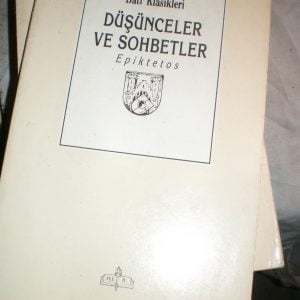 Batı Klasikleri
DÜŞÜNCELER
VE SOHBETLER
Epiktetos